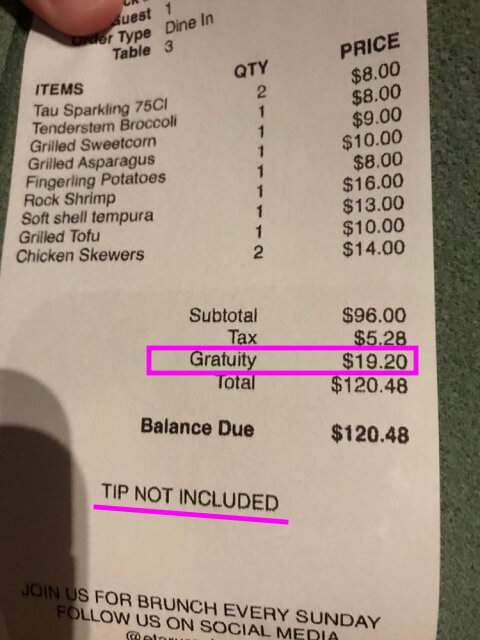 Guest 1
Order Type Dine In
Table 3
ITEMS QTY PRICE
Tau Sparkling 75Cl 2 $8.00
Tenderstem Broccoli 1 $8.00
Grilled Sweetcorn 1 $9.00
Grilled Asparagus 1 $10.00
Fingerling Potatoes 1 $8.00
Rock Shrimp 1 $16.00
Soft shell tempura 1 $13.00
Grilled Tofu 1 $10.00
Chicken Skewers 2 $14.00
Subtotal $96.00
Tax $5.28
Gratuity $19.20
Total $120.48
Balance Due $120.48
TIP NOT INCLUDED
JOIN US FOR BRUNCH EVERY SUNDAY
FOLLOW US ON SOCIAL MEDIA